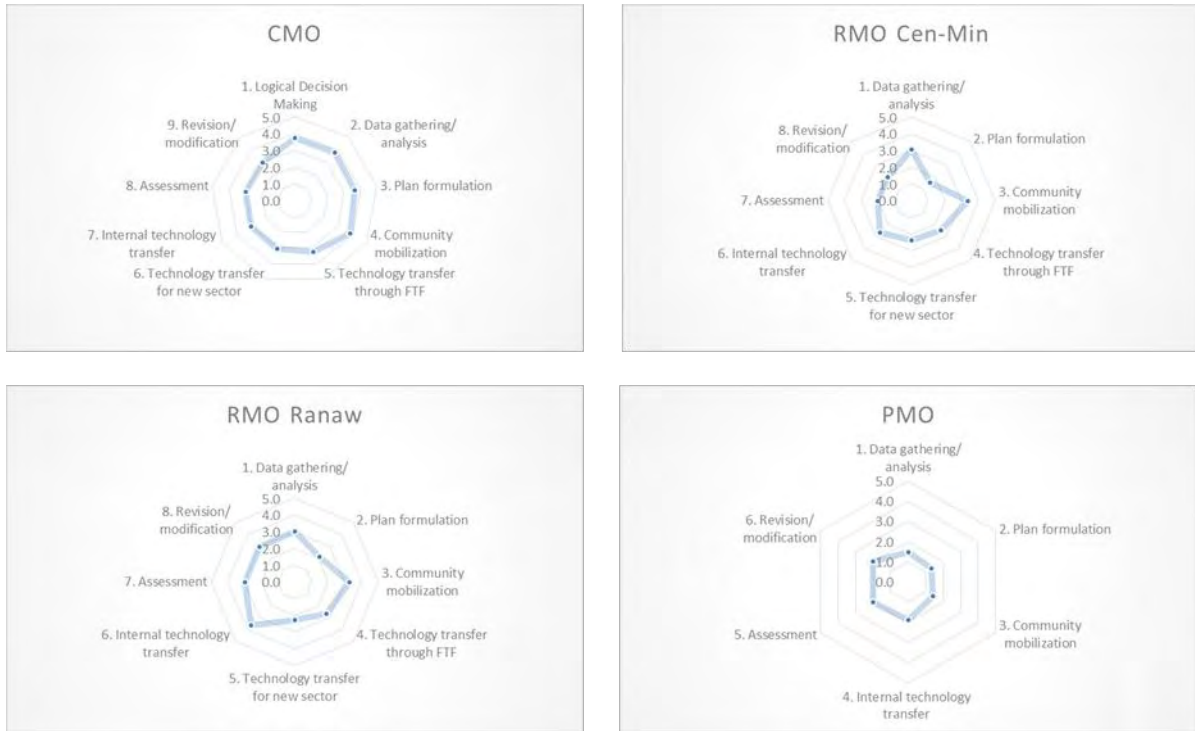 CMO
1. Logical Decision
Making
5.0
4.0
3.0
2.0
1.0
0.0
2. Data gathering/
analysis
3. Plan formulation
4. Community
mobilization
5. Technology transfer
through FTF
6. Technology transfer
for new sector
7. Internal technology
transfer
8. Assessment
9. Revision/
modification
RMO Cen-Min
1. Data gathering/
analysis
5.0
4.0
3.0
2.0
1.0
0.0
2. Plan formulation
3. Community
mobilization
4. Technology transfer
through FTF
5. Technology transfer
for new sector
6. Internal technology
transfer
7. Assessment
8. Revision/
modification
RMO Ranaw
1. Data gathering/
analysis
5.0
4.0
3.0
2.0
1.0
0.0
2. Plan formulation
3. Community
mobilization
4. Technology transfer
through FTF
5. Technology transfer
for new sector
6. Internal technology
transfer
7. Assessment
8. Revision/
modification
PMO
1. Data gathering/
analysis
5.0
4.0
3.0
2.0
1.0
0.0
2. Plan formulation
3. Community
mobilization
4. Internal technology
transfer
5. Assessment
6. Revision/
modification